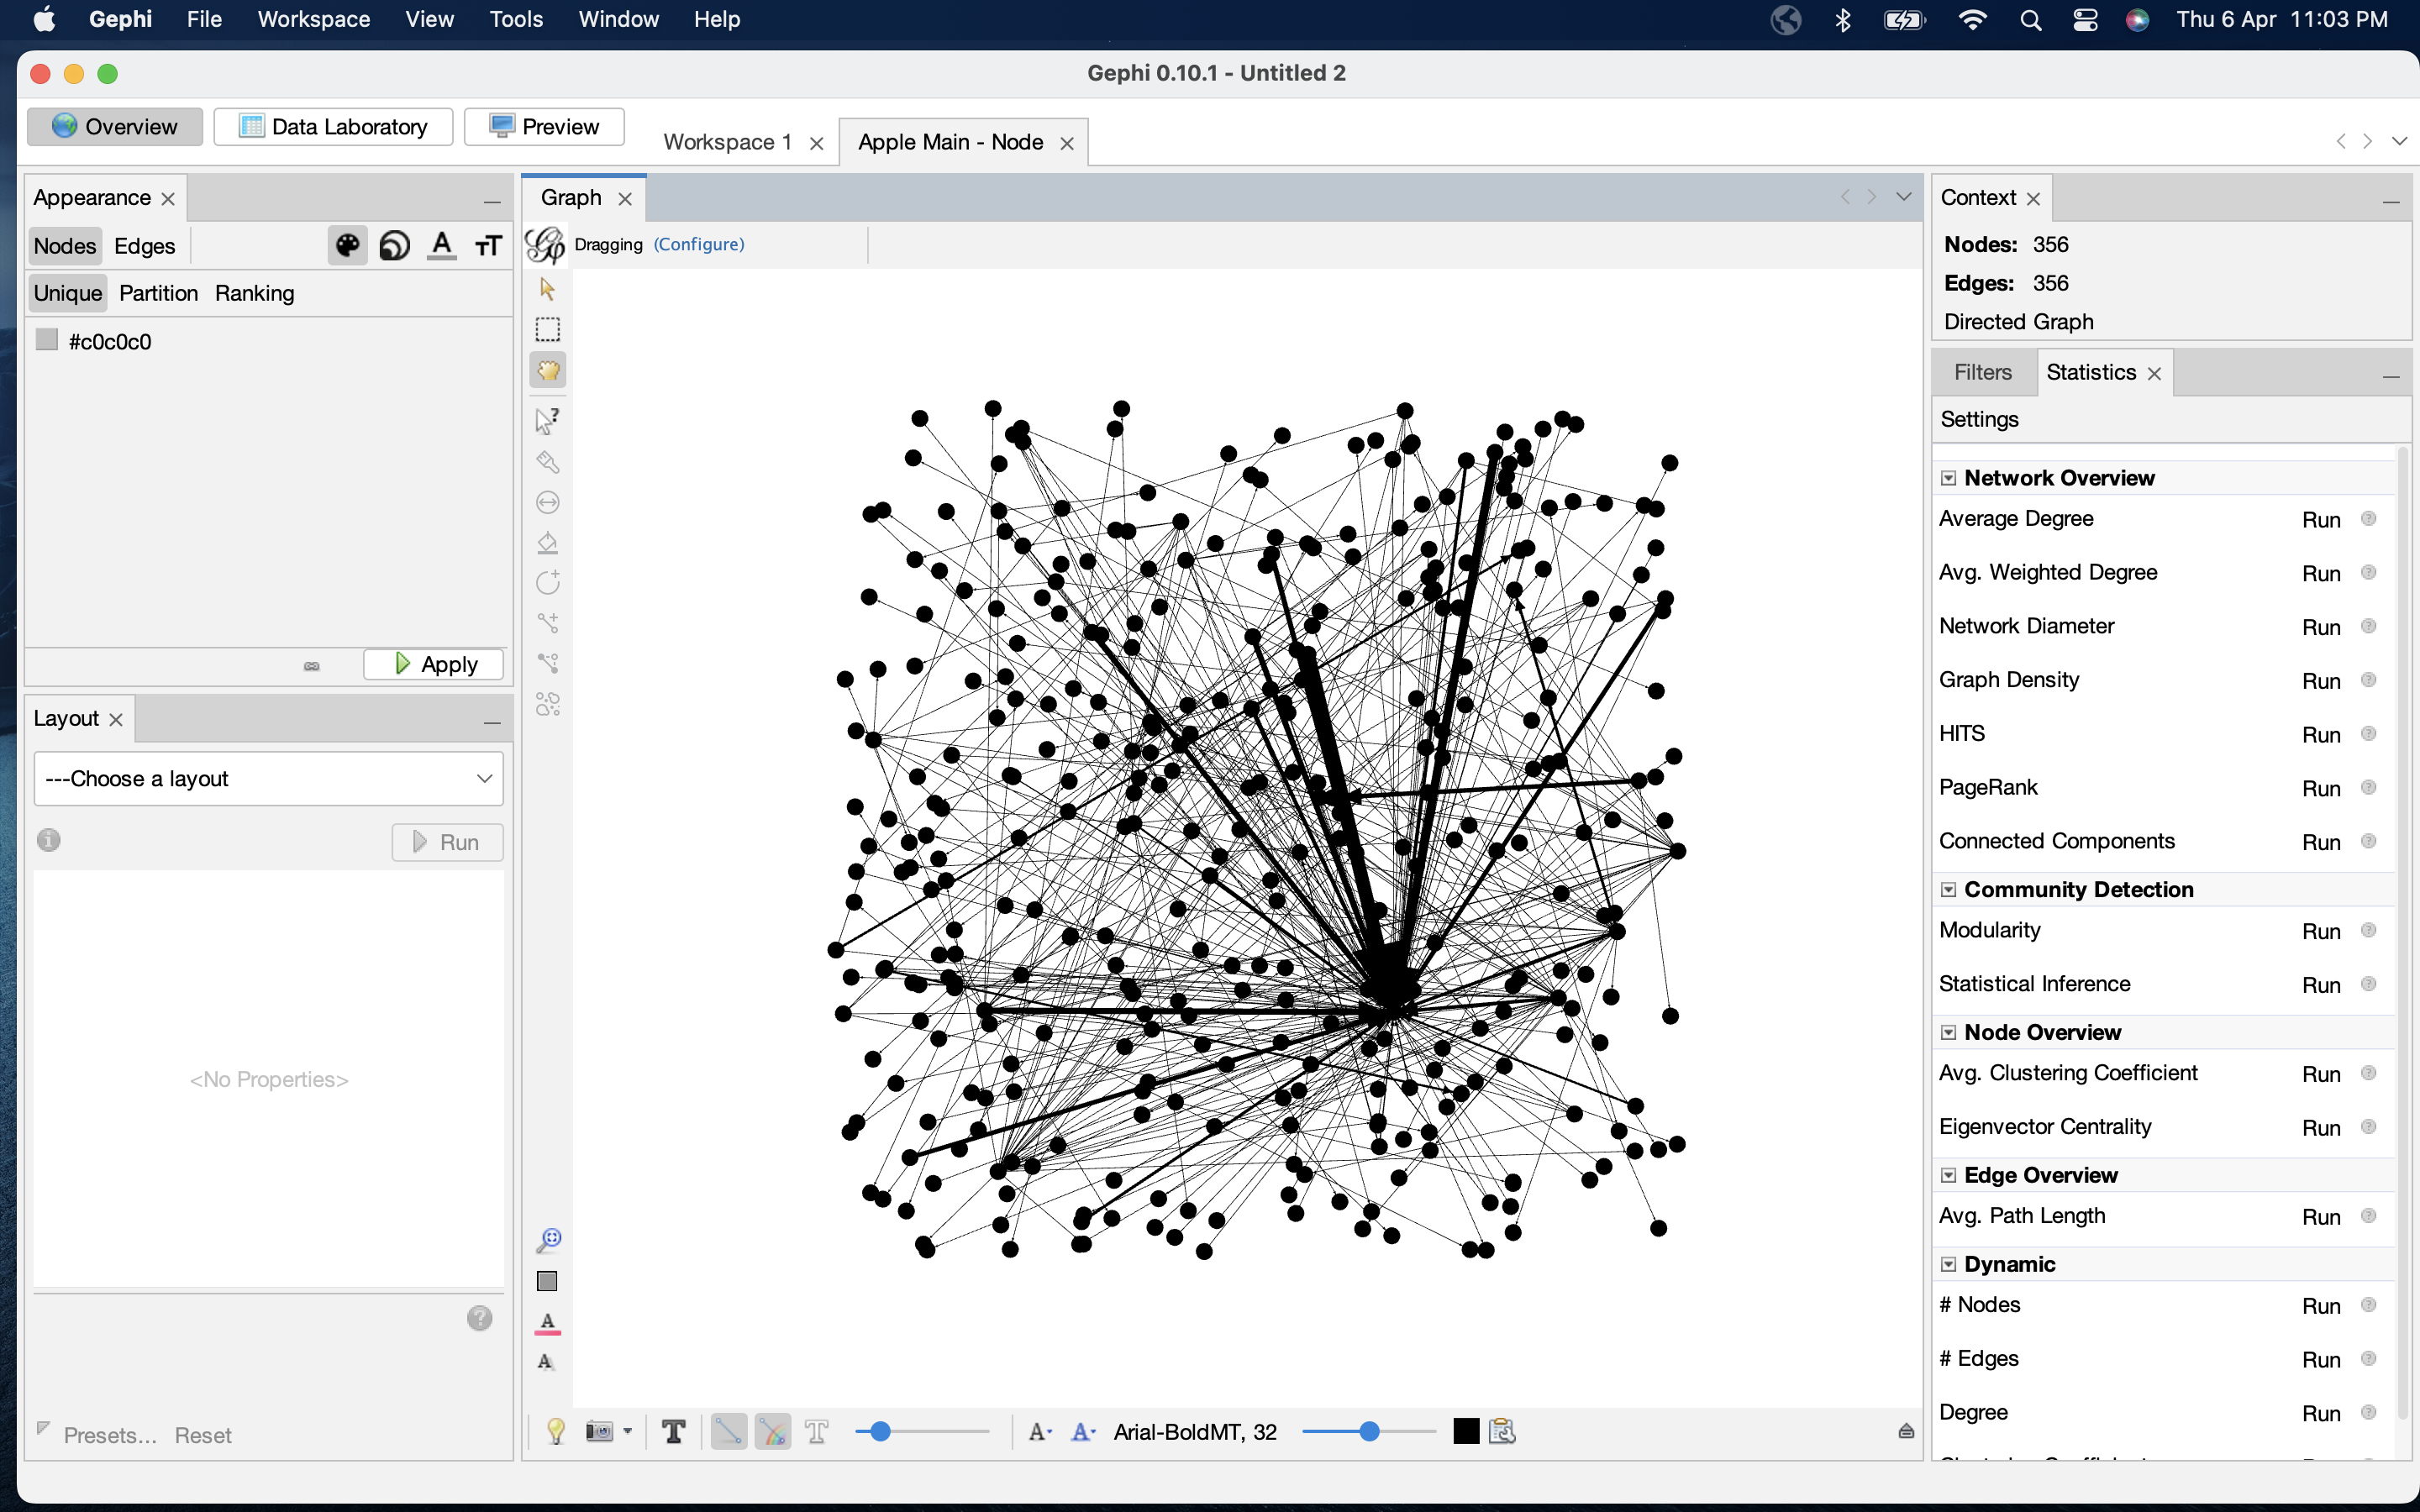 Gephi File Workspace View Tools Window Help Thu 6 Apr 11:03 PM
Gephi 0.10.1 - Untitled 2
Overview Data Laboratory Preview Workspace 1 Apple Main - Node
Appearance
Nodes Edges
Unique Partition Ranking
#c0c0c0
Apply
Layout
---Choose a layout
Run
<No Properties>
Presets... Reset
Graph
Dragging (Configure)
Arial-BoldMT, 32
Context
Nodes: 356
Edges: 356
Directed Graph
Filters Statistics
Settings
Network Overview
Average Degree Run
Avg. Weighted Degree Run
Network Diameter Run
Graph Density Run
HITS Run
PageRank Run
Connected Components Run
Community Detection
Modularity Run
Statistical Inference Run
Node Overview
Avg. Clustering Coefficient Run
Eigenvector Centrality Run
Edge Overview
Avg. Path Length Run
Dynamic
# Nodes Run
# Edges Run
Degree Run